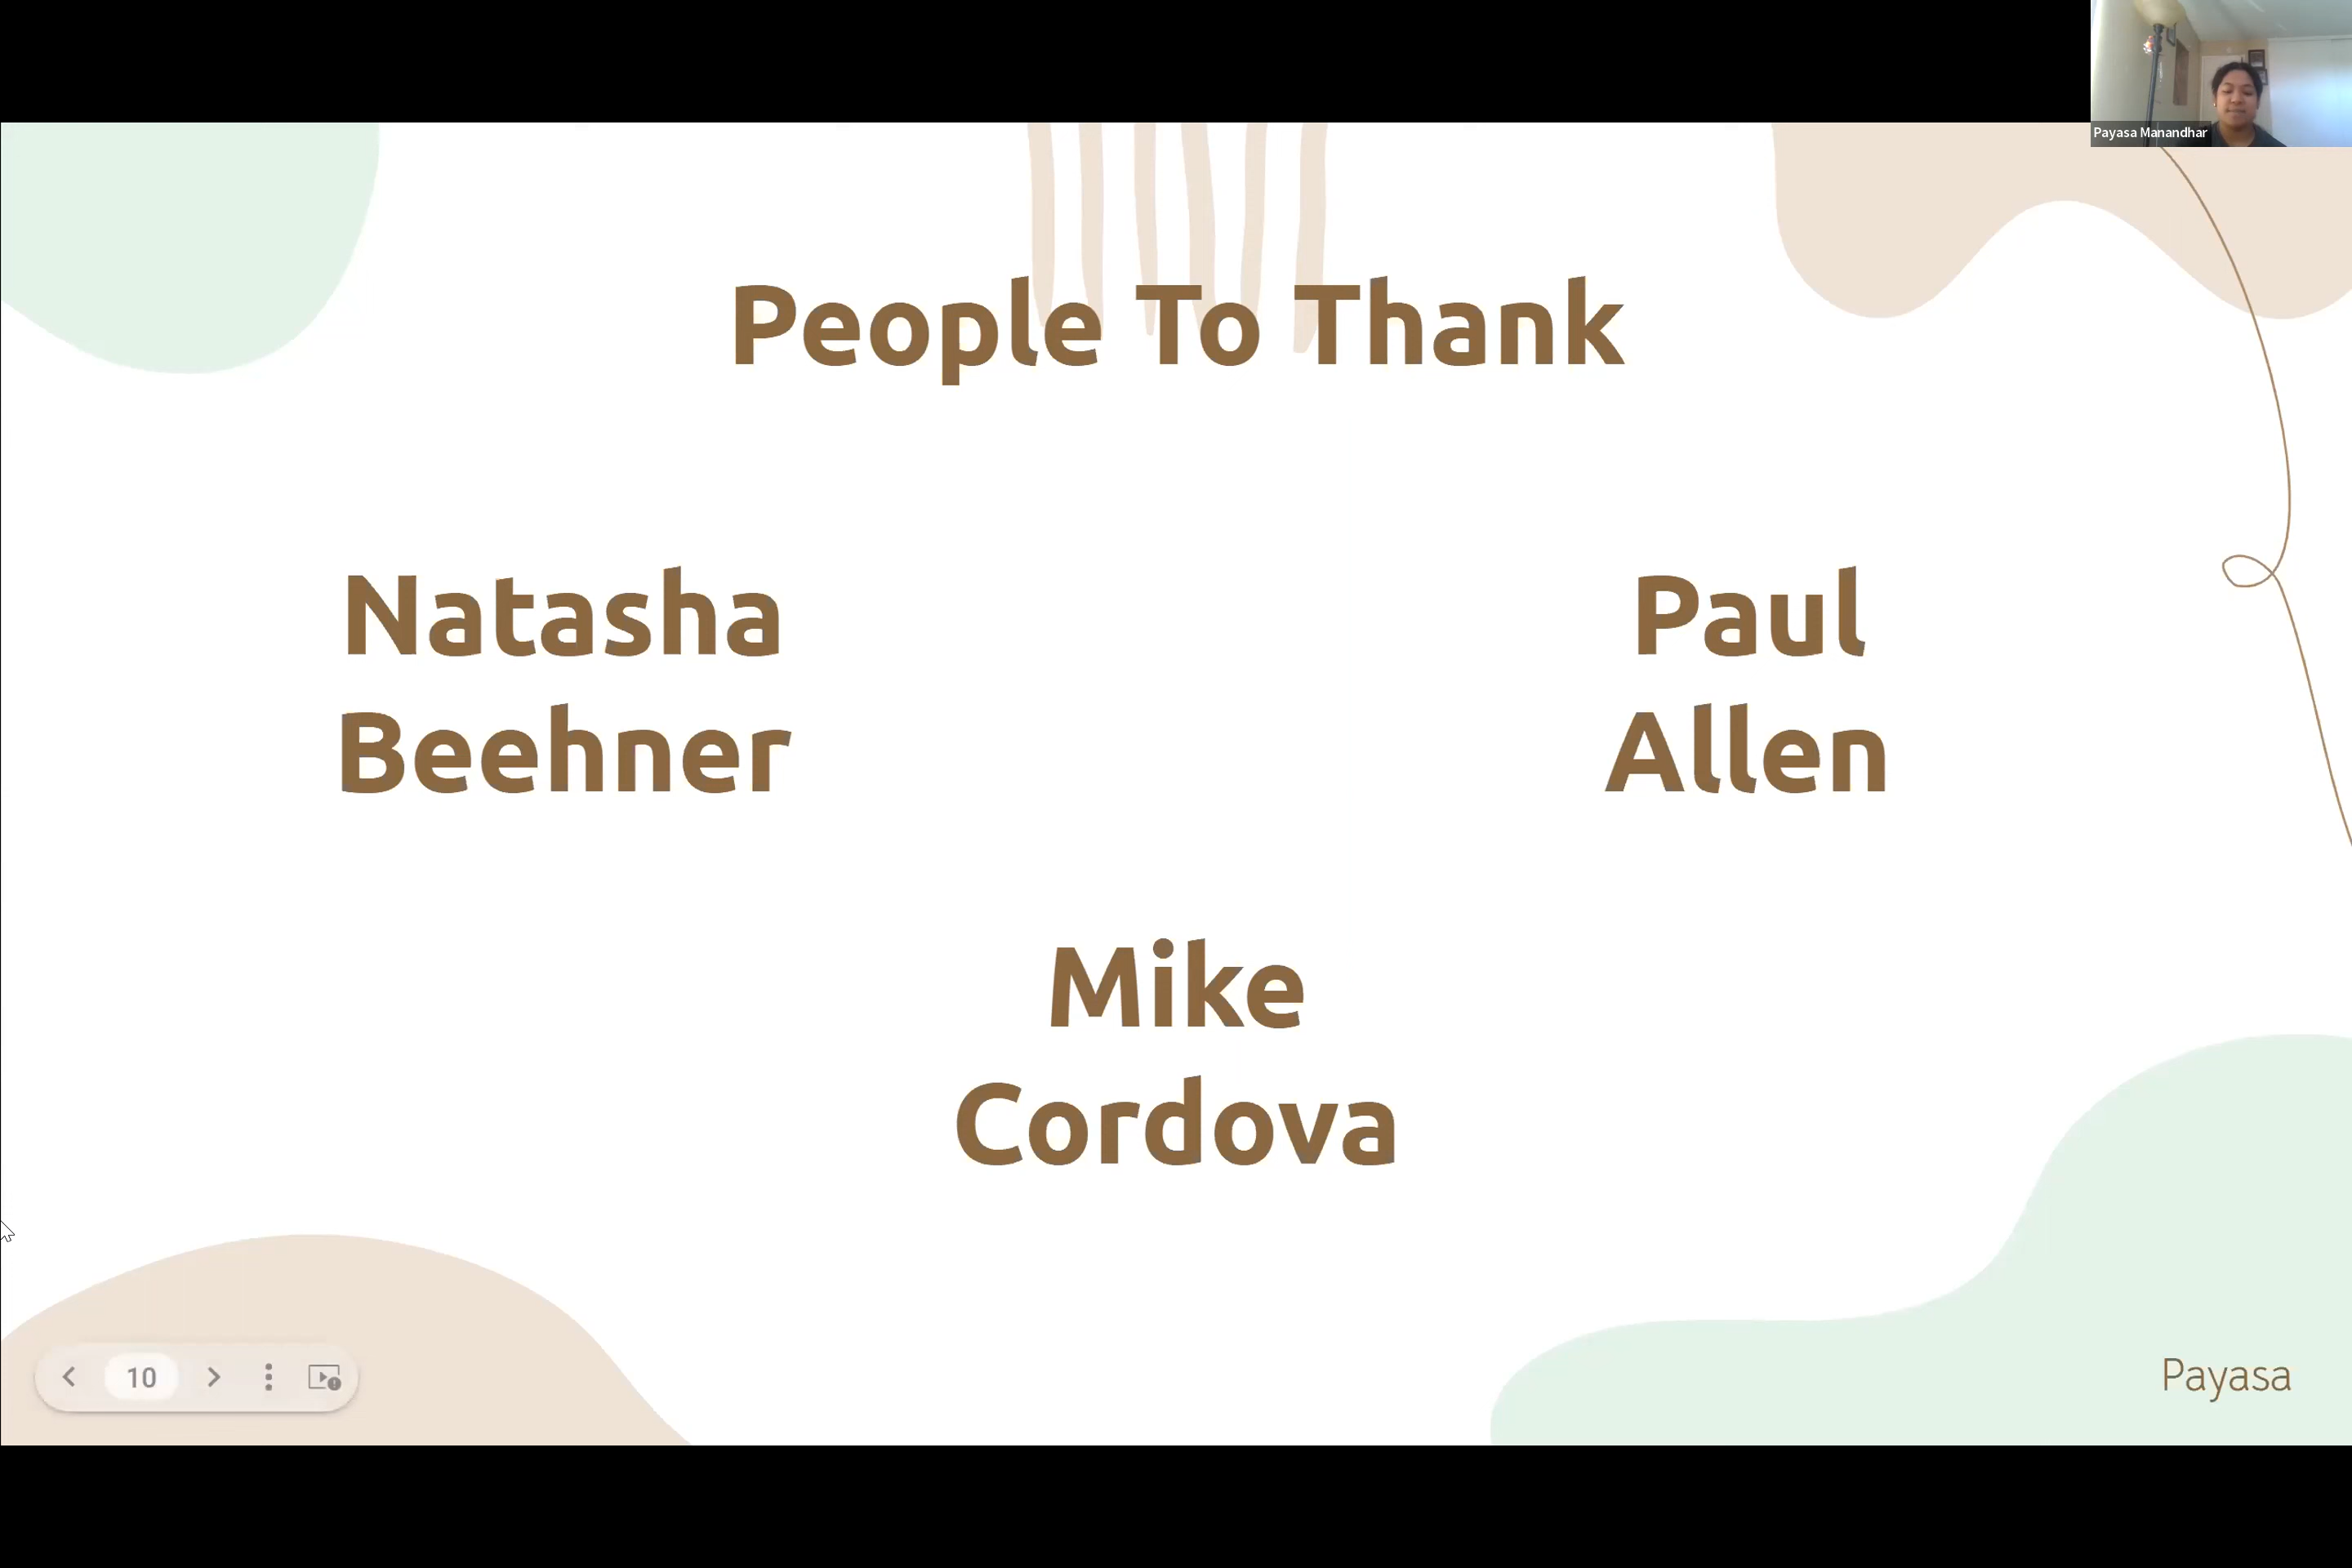 Payasa Manandhar
People To Thank
Natasha
Beehner
Paul
Allen
Mike
Cordova
10
Payasa